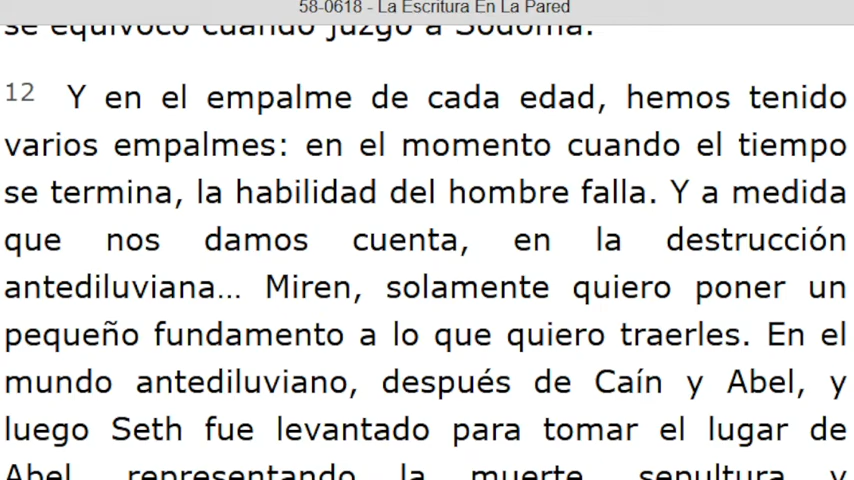 58-0618 - La Escritura En La Pared
se equivocó cuando juzgó a Sodoma.
12 Y en el empalme de cada edad, hemos tenido
varios empalmes: en el momento cuando el tiempo
se termina, la habilidad del hombre falla. Y a medida
que nos damos cuenta, en la destrucción
antediluviana... Miren, solamente quiero poner un
pequeño fundamento a lo que quiero traerles. En el
mundo antediluviano, después de Caín y Abel, y
luego Seth fue levantado para tomar el lugar de
Abel, representando la muerte, sepultura y